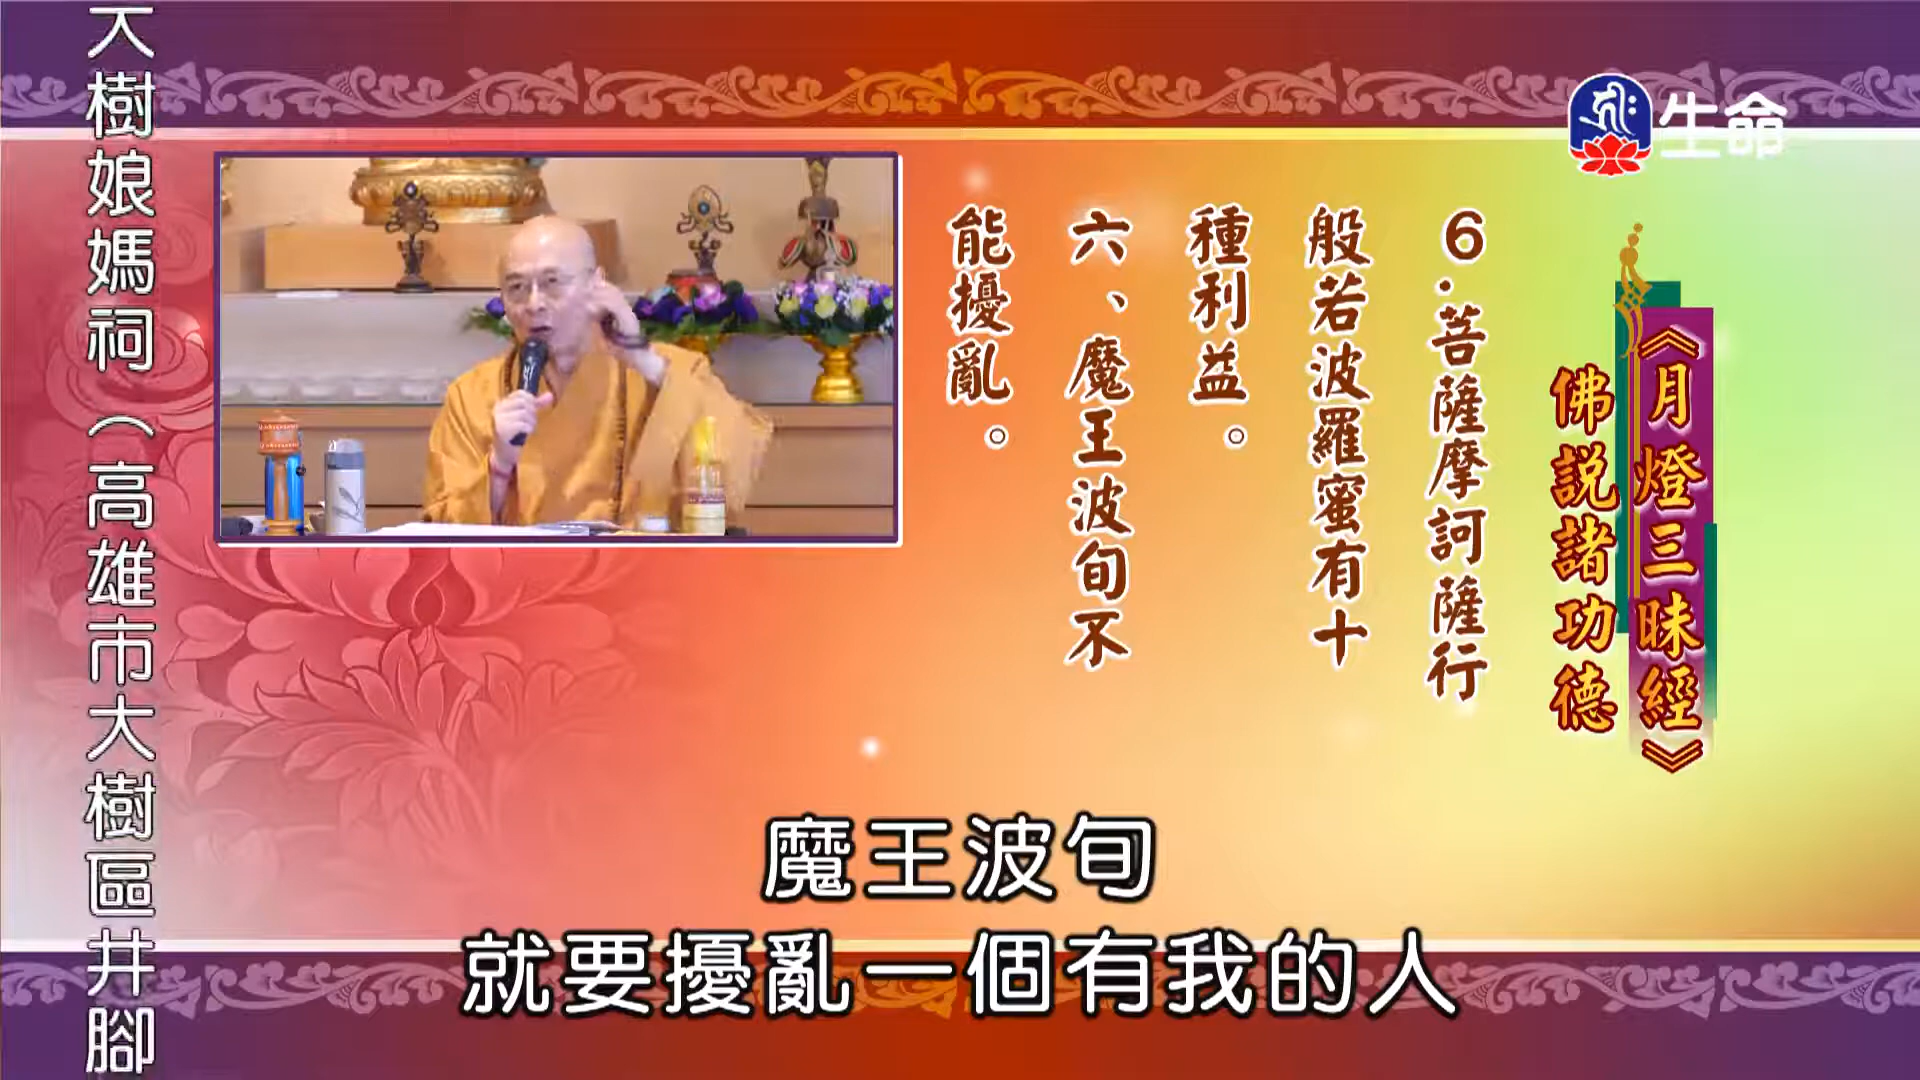 生命
《月燈三昧經》
佛説諸功德
6.菩薩摩訶薩行
般若波羅蜜有十
種利益。
六、魔王波旬不
能擾亂。
樹娘媽祠（高雄市大樹區井腳
魔王波旬
就要擾亂一個有我的人